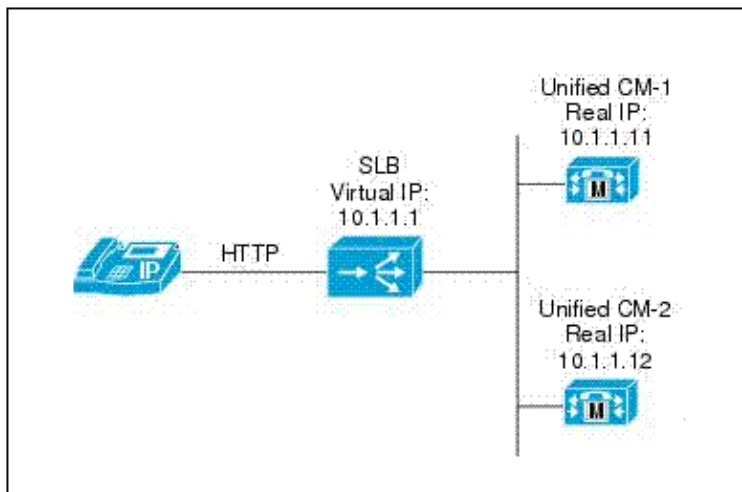 Unified CM-1
Real IP:
10.1.1.11
M
SLB
Virtual IP:
10.1.1.1
HTTP
IP
Unified CM-2
Real IP:
10.1.1.12
M